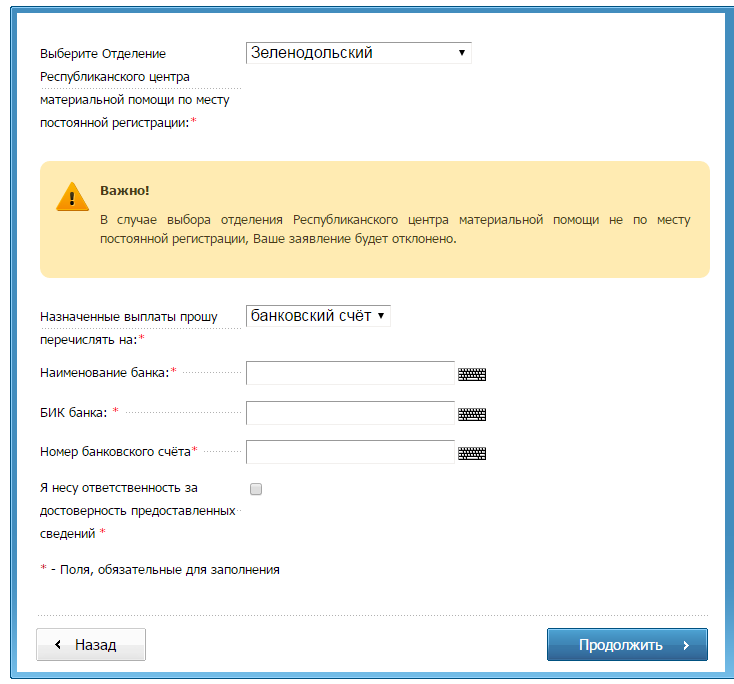 Выберите Отделение
Республиканского центра
материальной помощи по месту
постоянной регистрации:*
Зеленодольский
Важно!
В случае выбора отделения Республиканского центра материальной помощи не по месту
постоянной регистрации, Ваше заявление будет отклонено.
Назначенные выплаты прошу
перечислять на:*
банковский счёт
Наименование банка:*
БИК банка: *
Номер банковского счёта*
Я несу ответственность за
достоверность предоставленных
сведений *
* - Поля, обязательные для заполнения
Назад
Продолжить